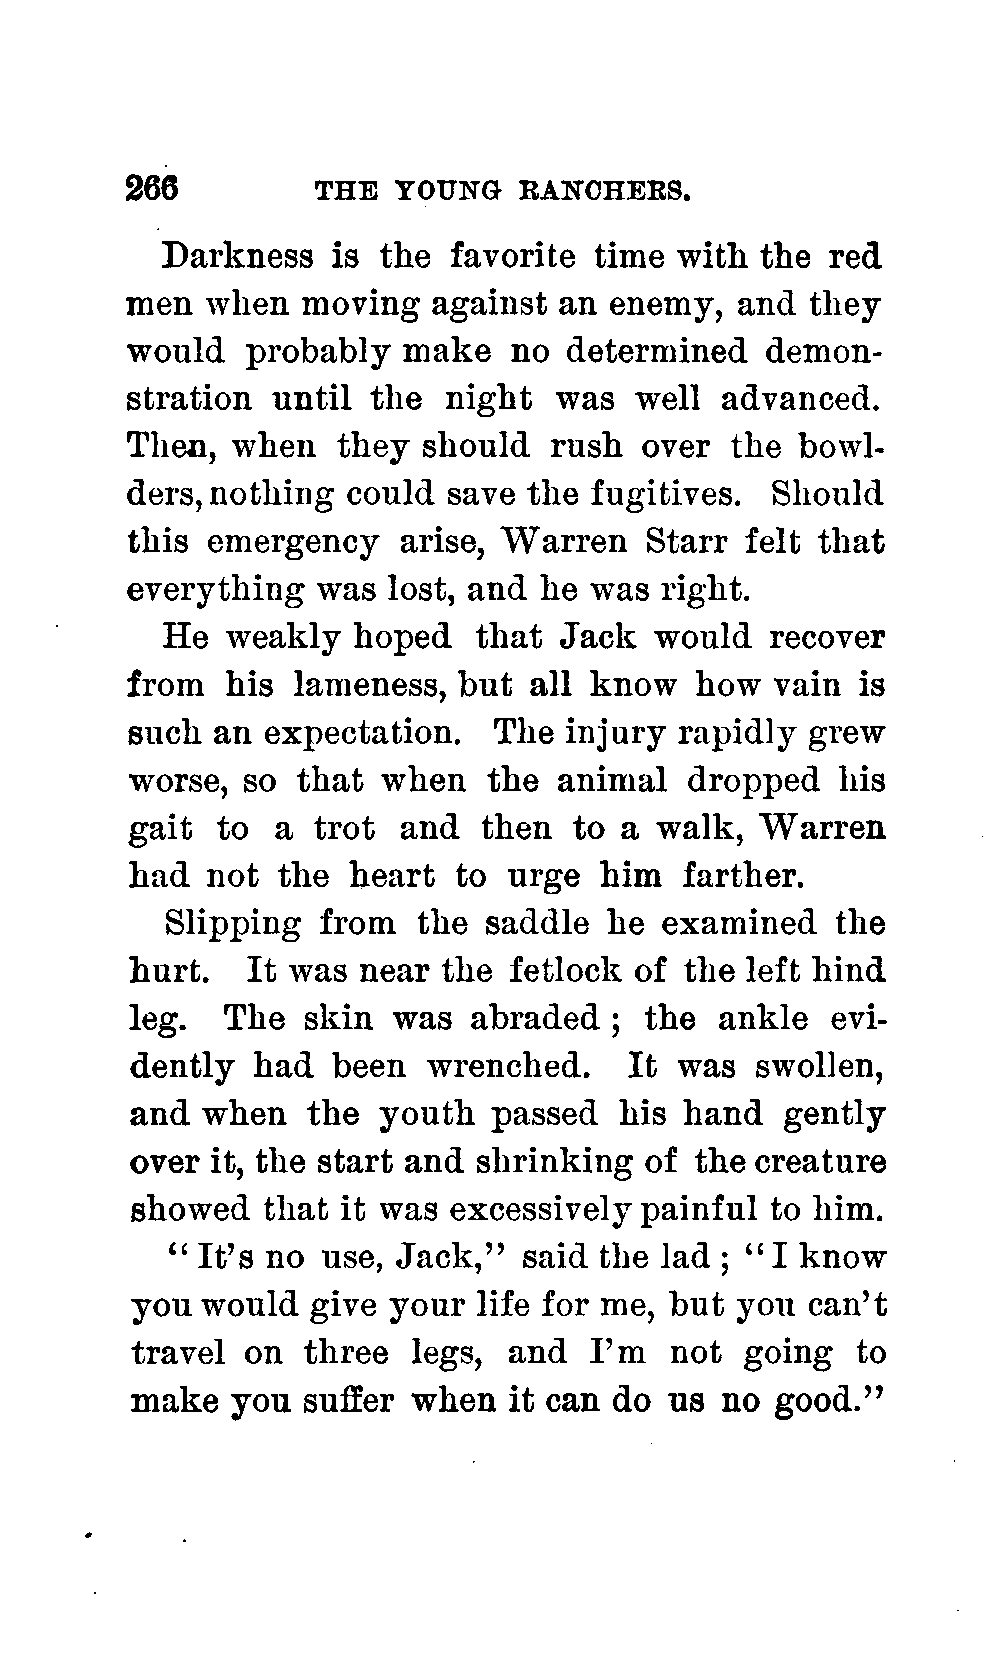 266 THE YOUNG RANCHERS.
Darkness is the favorite time with the red
men when moving against an enemy, and they
would probably make no determined demon-
stration until the night was well advanced.
Then, when they should rush over the bowl-
ders, nothing could save the fugitives. Should
this emergency arise, Warren Starr felt that
everything was lost, and he was right.
He weakly hoped that Jack would recover
from his lameness, but all know how vain is
such an expectation. The injury rapidly grew
worse, so that when the animal dropped his
gait to a trot and then to a walk, Warren
had not the heart to urge him farther.
Slipping from the saddle he examined the
hurt. It was near the fetlock of the left hind
leg. The skin was abraded ; the ankle evi-
dently had been wrenched. It was swollen,
and when the youth passed his hand gently
over it, the start and shrinking of the creature
showed that it was excessively painful to him.
“ It’s no use, Jack,” said the lad ; “ I know
you would give your life for me, but you can’t
travel on three legs, and I’m not going to
make you suffer when it can do us no good.”